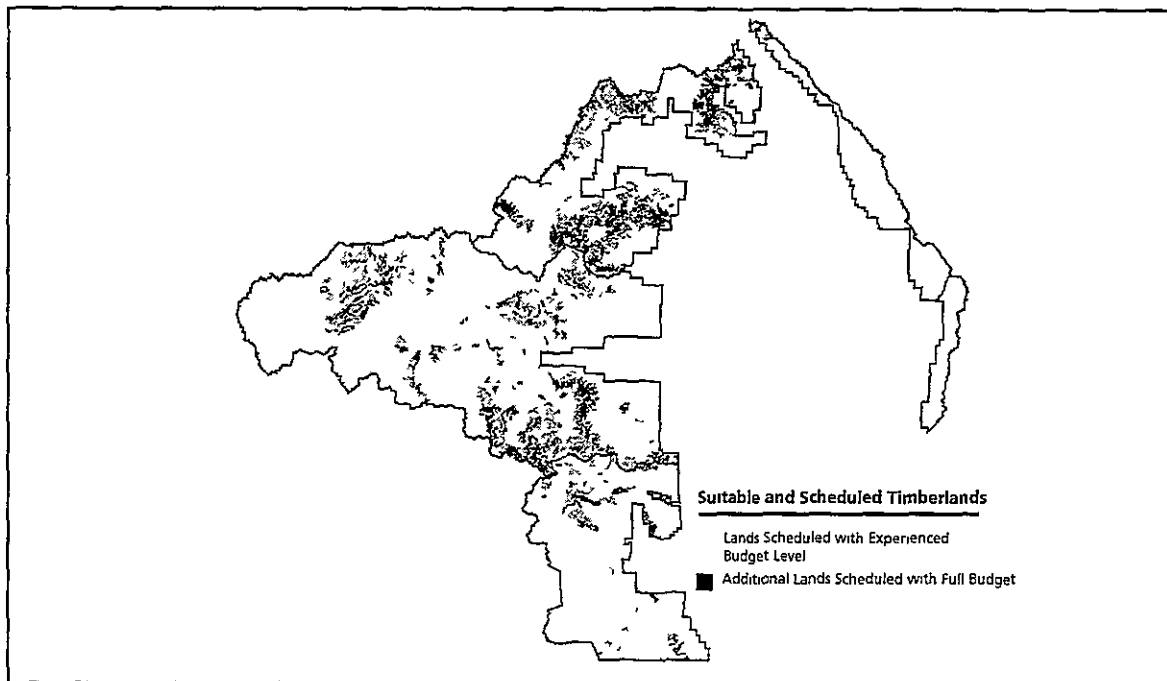 Suitable and Scheduled Timberlands
Lands Scheduled with Experienced
Budget Level
Additional Lands Scheduled with Full Budget